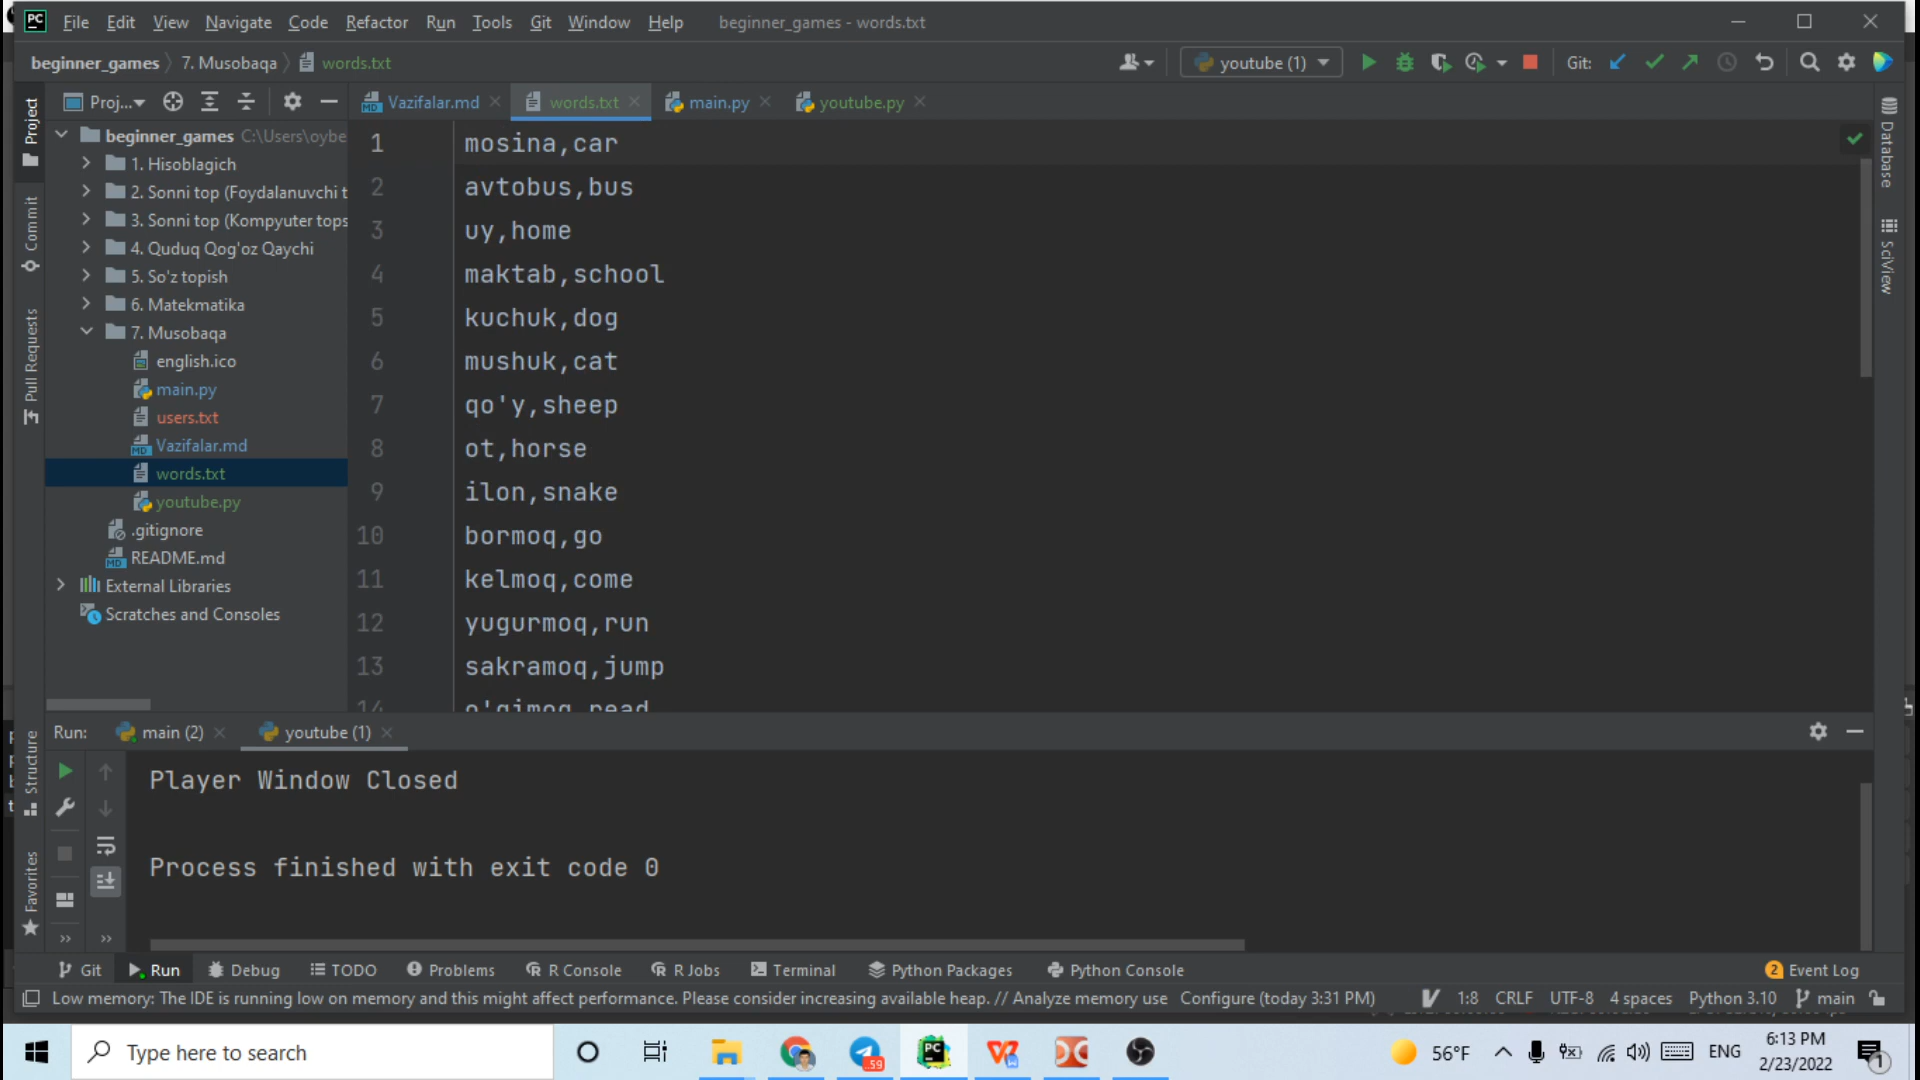 File Edit View Navigate Code Refactor Run Tools Git Window Help beginner_games - words.txt
beginner_games 7. Musobaqa words.txt youtube (1) Git:
Proj... Vazifalar.md words.txt main.py youtube.py
Project
Commit
Pull Requests
Structure
Favorites
beginner_games C:\Users\oybe
1. Hisoblagich
2. Sonni top (Foydalanuvchi t
3. Sonni top (Kompyuter tops
4. Quduq Qog'oz Qaychi
5. So'z topish
6. Matekmatika
7. Musobaqa
english.ico
main.py
users.txt
Vazifalar.md
words.txt
youtube.py
.gitignore
README.md
External Libraries
Scratches and Consoles
1 mosina,car
2 avtobus,bus
3 uy,home
4 maktab,school
5 kuchuk,dog
6 mushuk,cat
7 qo'y,sheep
8 ot,horse
9 ilon,snake
10 bormoq,go
11 kelmoq,come
12 yugurmoq,run
13 sakramoq,jump
14 o'qimoq,read
Database
SciView
Run: main (2) youtube (1)
Player Window Closed
Process finished with exit code 0
Git Run Debug TODO Problems R Console R Jobs Terminal Python Packages Python Console 2 Event Log
Low memory: The IDE is running low on memory and this might affect performance. Please consider increasing available heap. // Analyze memory use Configure (today 3:31 PM) 1:8 CRLF UTF-8 4 spaces Python 3.10 main
Type here to search 59 56°F ENG 6:13 PM
2/23/2022 1